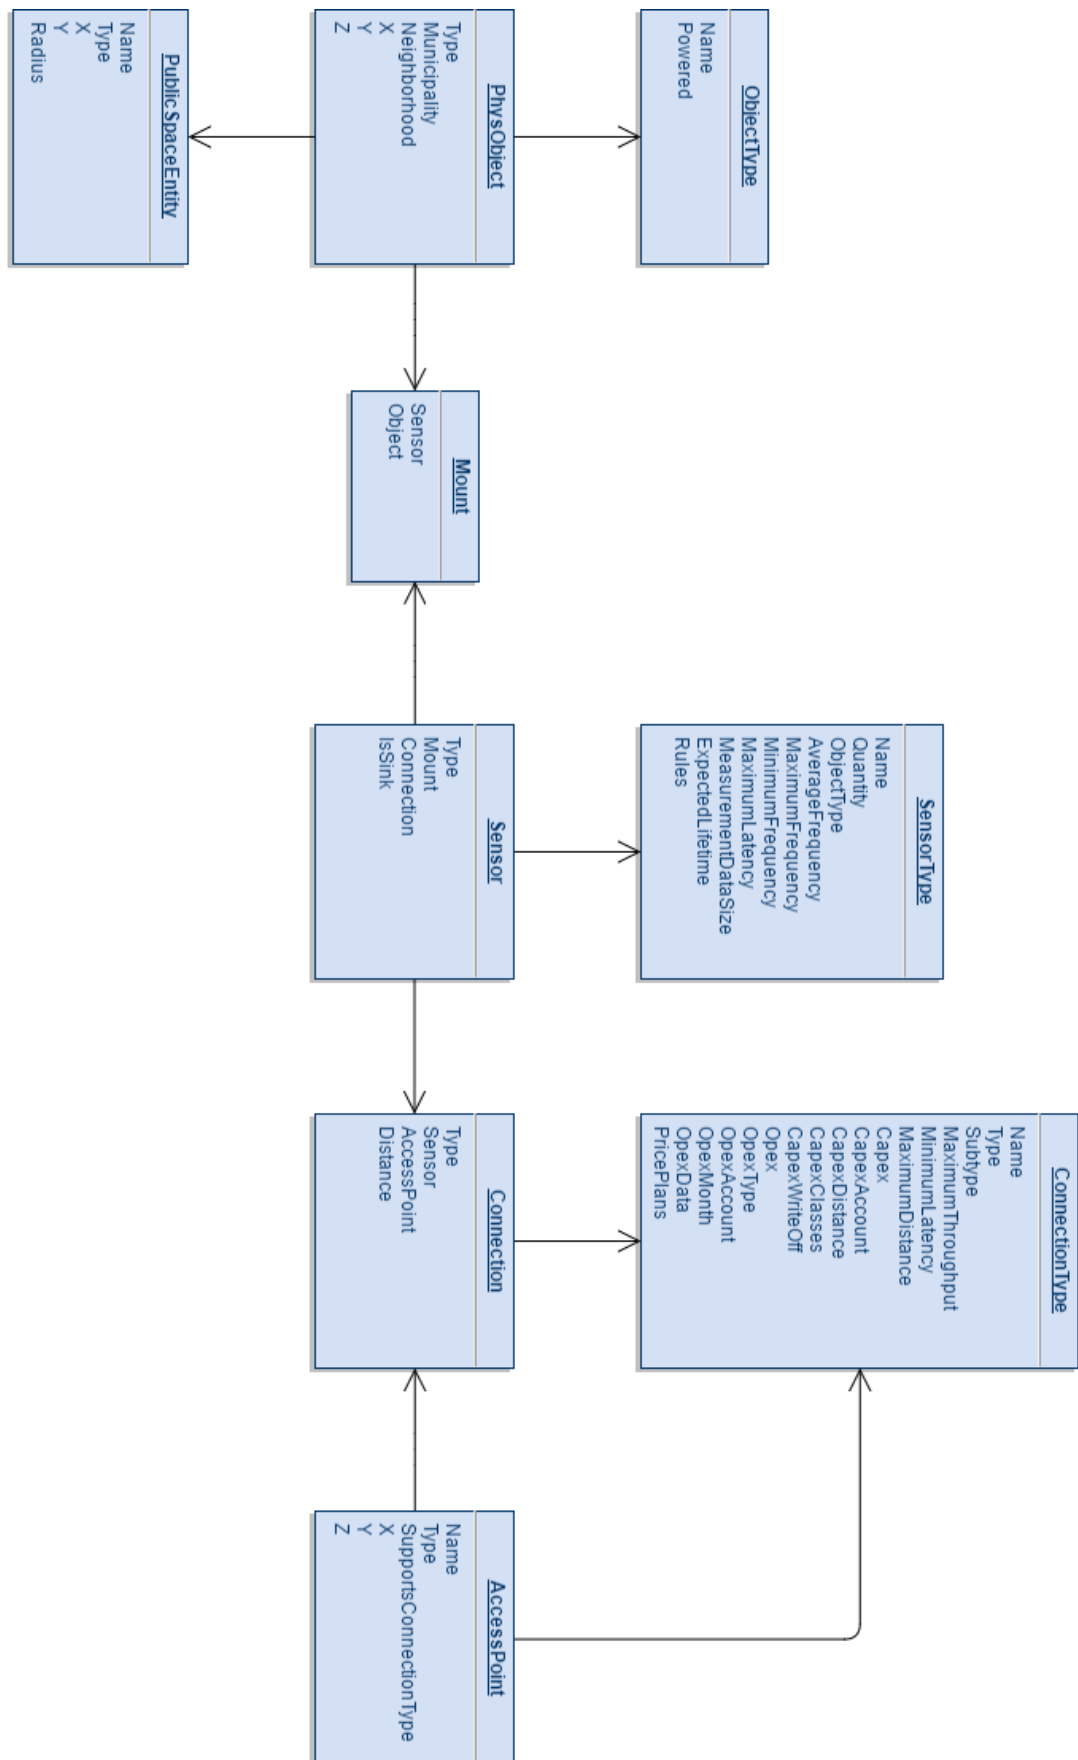 ObjectType
Name
Powered
SensorType
Name
Quantity
ObjectType
AverageFrequency
MaximumFrequency
MinimumFrequency
MaximumLatency
MeasurementDataSize
ExpectedLifetime
Rules
ConnectionType
Name
Type
Subtype
MaximumThroughput
MinimumLatency
MaximumDistance
Capex
CapexAccount
CapexDistance
CapexClasses
CapexWriteOff
Opex
OpexType
OpexAccount
OpexMonth
OpexData
PricePlans
PhysObject
Type
Municipality
Neighborhood
X
Y
Z
Mount
Sensor
Object
Sensor
Type
Mount
Connection
IsSink
Connection
Type
Sensor
AccessPoint
Distance
AccessPoint
Name
Type
SupportsConnectionType
X
Y
Z
PublicSpaceEntity
Name
Type
X
Y
Radius